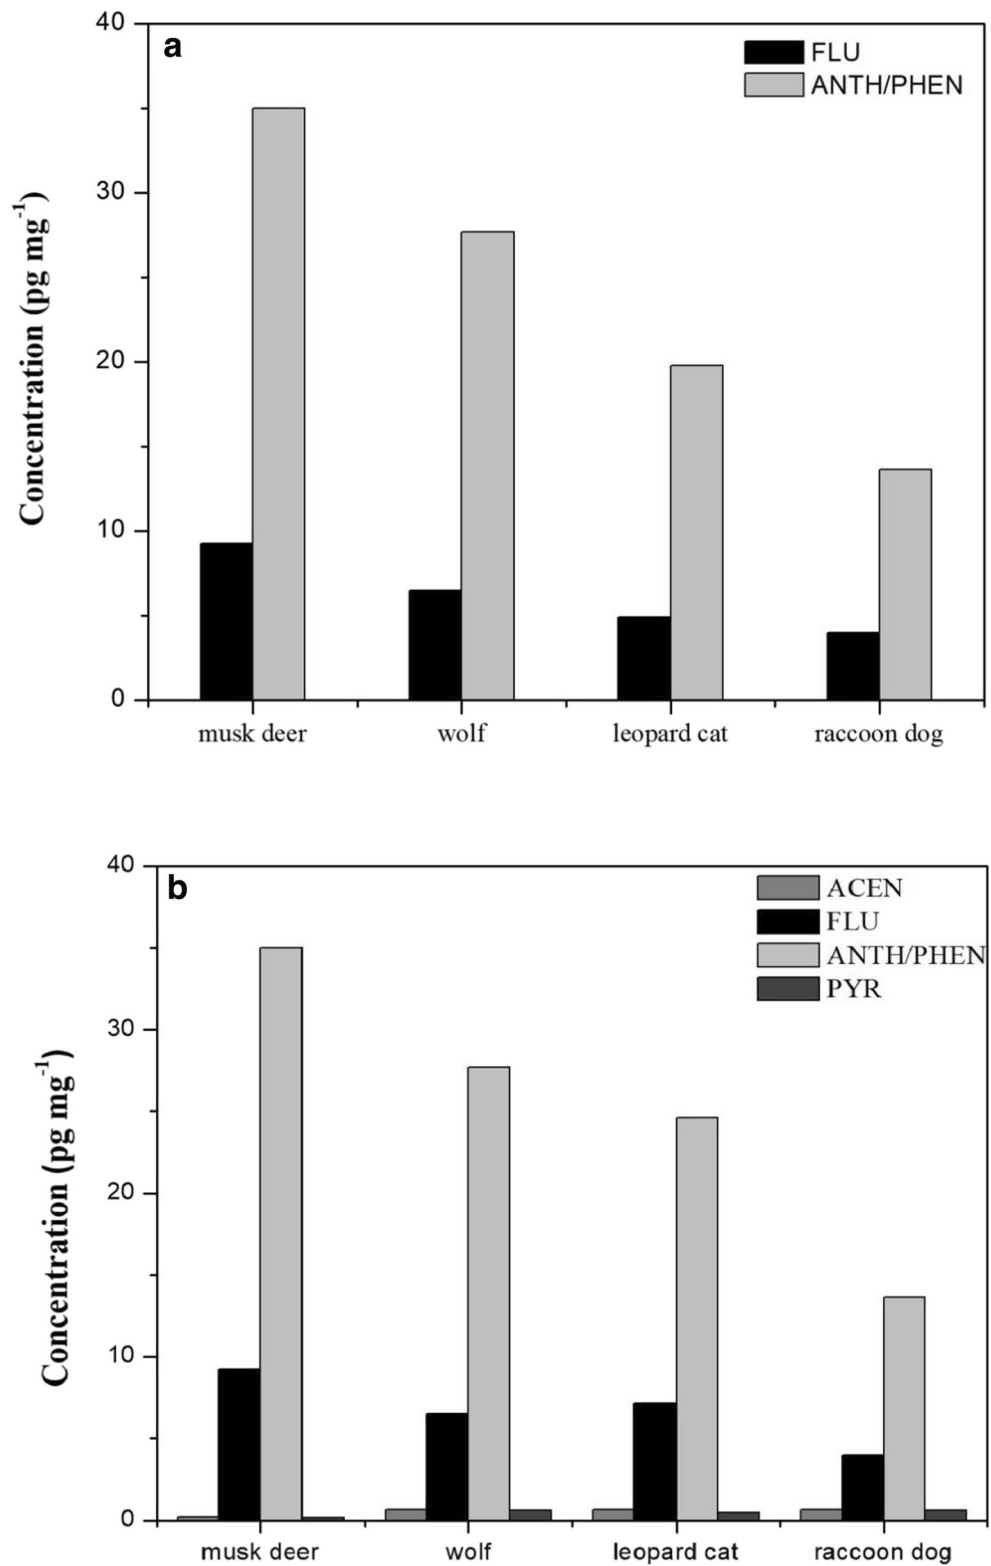 a
FLU
ANTH/PHEN
40
30
20
10
0
Concentration (pg mg⁻¹)
musk deer wolf leopard cat raccoon dog
b
ACEN
FLU
ANTH/PHEN
PYR
40
30
20
10
0
Concentration (pg mg⁻¹)
musk deer wolf leopard cat raccoon dog